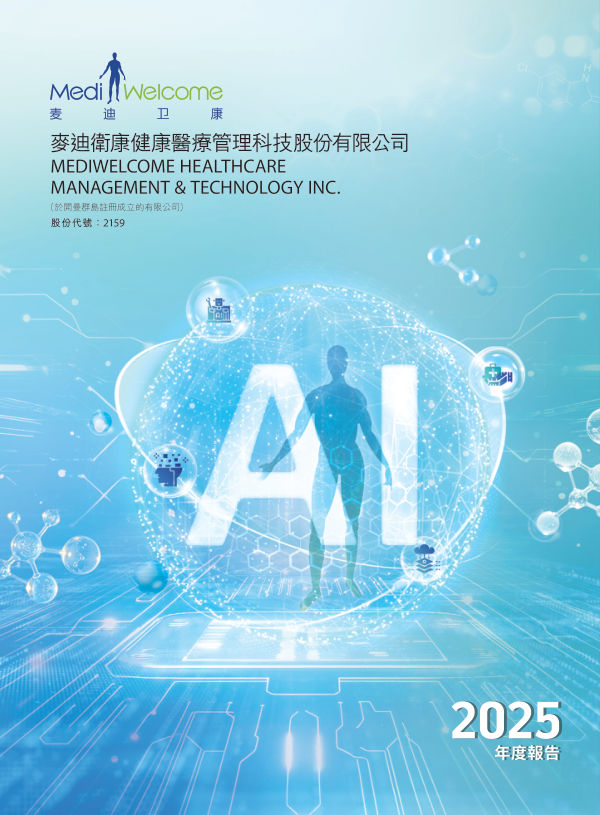 Medi Welcome
麦迪卫康
麥迪衛康健康醫療管理科技股份有限公司
MEDIWELCOME HEALTHCARE
MANAGEMENT & TECHNOLOGY INC.
(於開曼群島註冊成立的有限公司)
股份代號：2159
Cl
H
N
AI
2025
年度報告